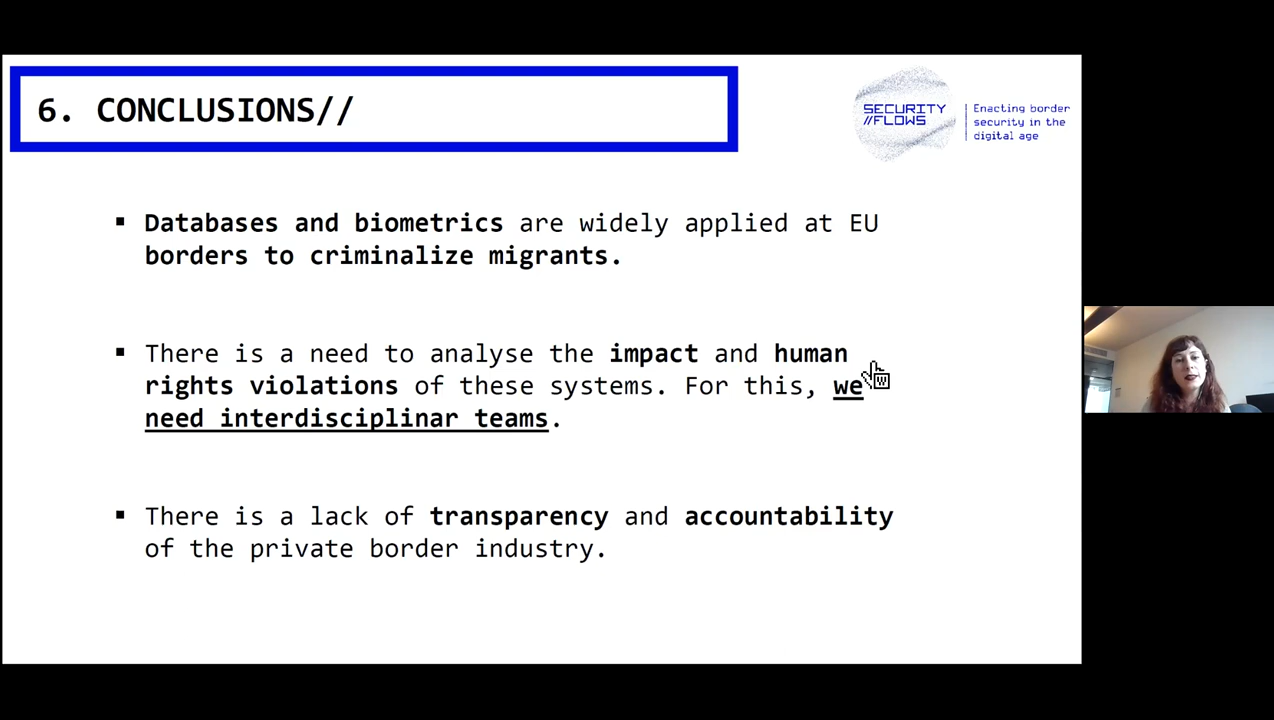 6. CONCLUSIONS//
SECURITY
//FLOWS
Enacting border
security in the
digital age
▪ Databases and biometrics are widely applied at EU
borders to criminalize migrants.
▪ There is a need to analyse the impact and human
rights violations of these systems. For this, we
need interdisciplinar teams.
▪ There is a lack of transparency and accountability
of the private border industry.